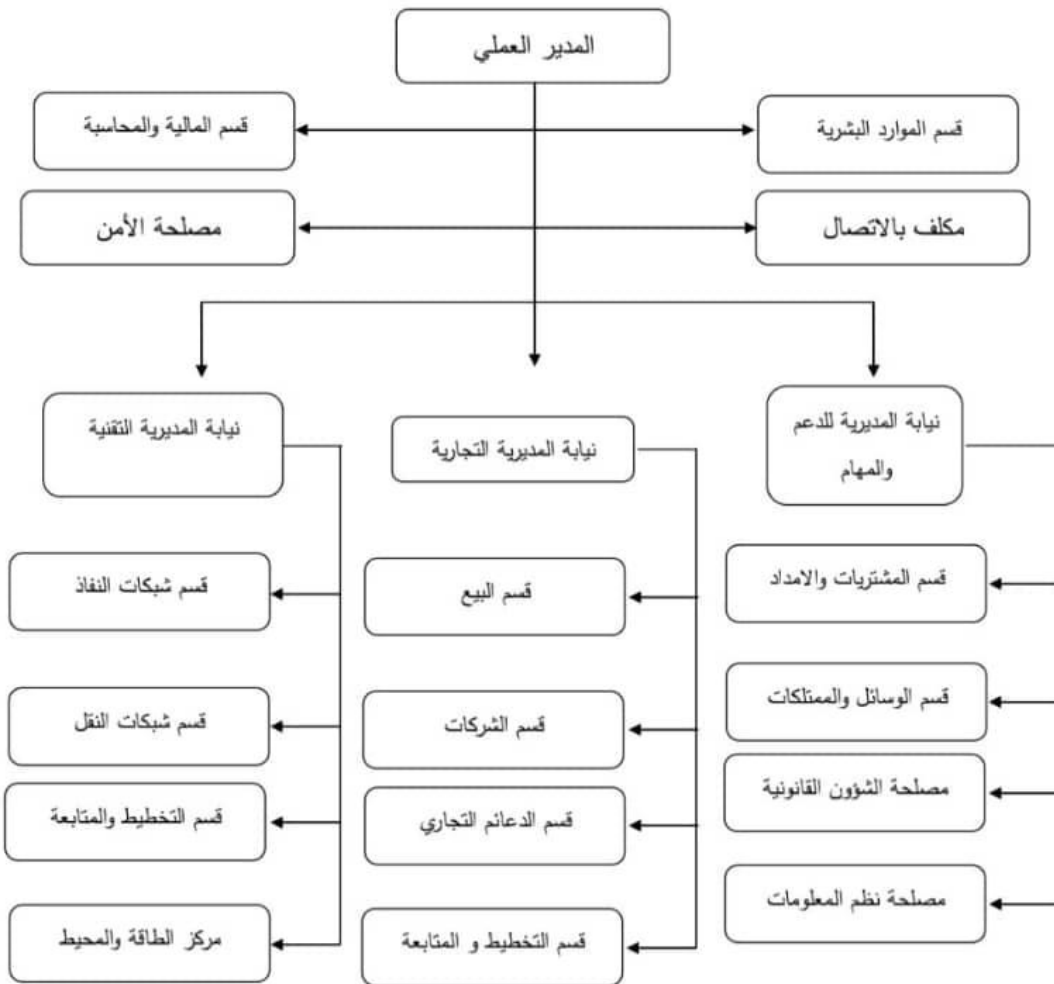 المدير العملي
قسم الموارد البشرية
قسم المالية والمحاسبة
مكلف بالاتصال
مصلحة الأمن
نيابة المديرية للدعم
والمهام
نيابة المديرية التجارية
نيابة المديرية التقنية
قسم المشتريات والامداد
قسم البيع
قسم شبكات النفاذ
قسم الوسائل والممتلكات
قسم الشركات
قسم شبكات النقل
مصلحة الشؤون القانونية
قسم الدعائم التجاري
قسم التخطيط والمتابعة
مصلحة نظم المعلومات
قسم التخطيط و المتابعة
مركز الطاقة والمحيط